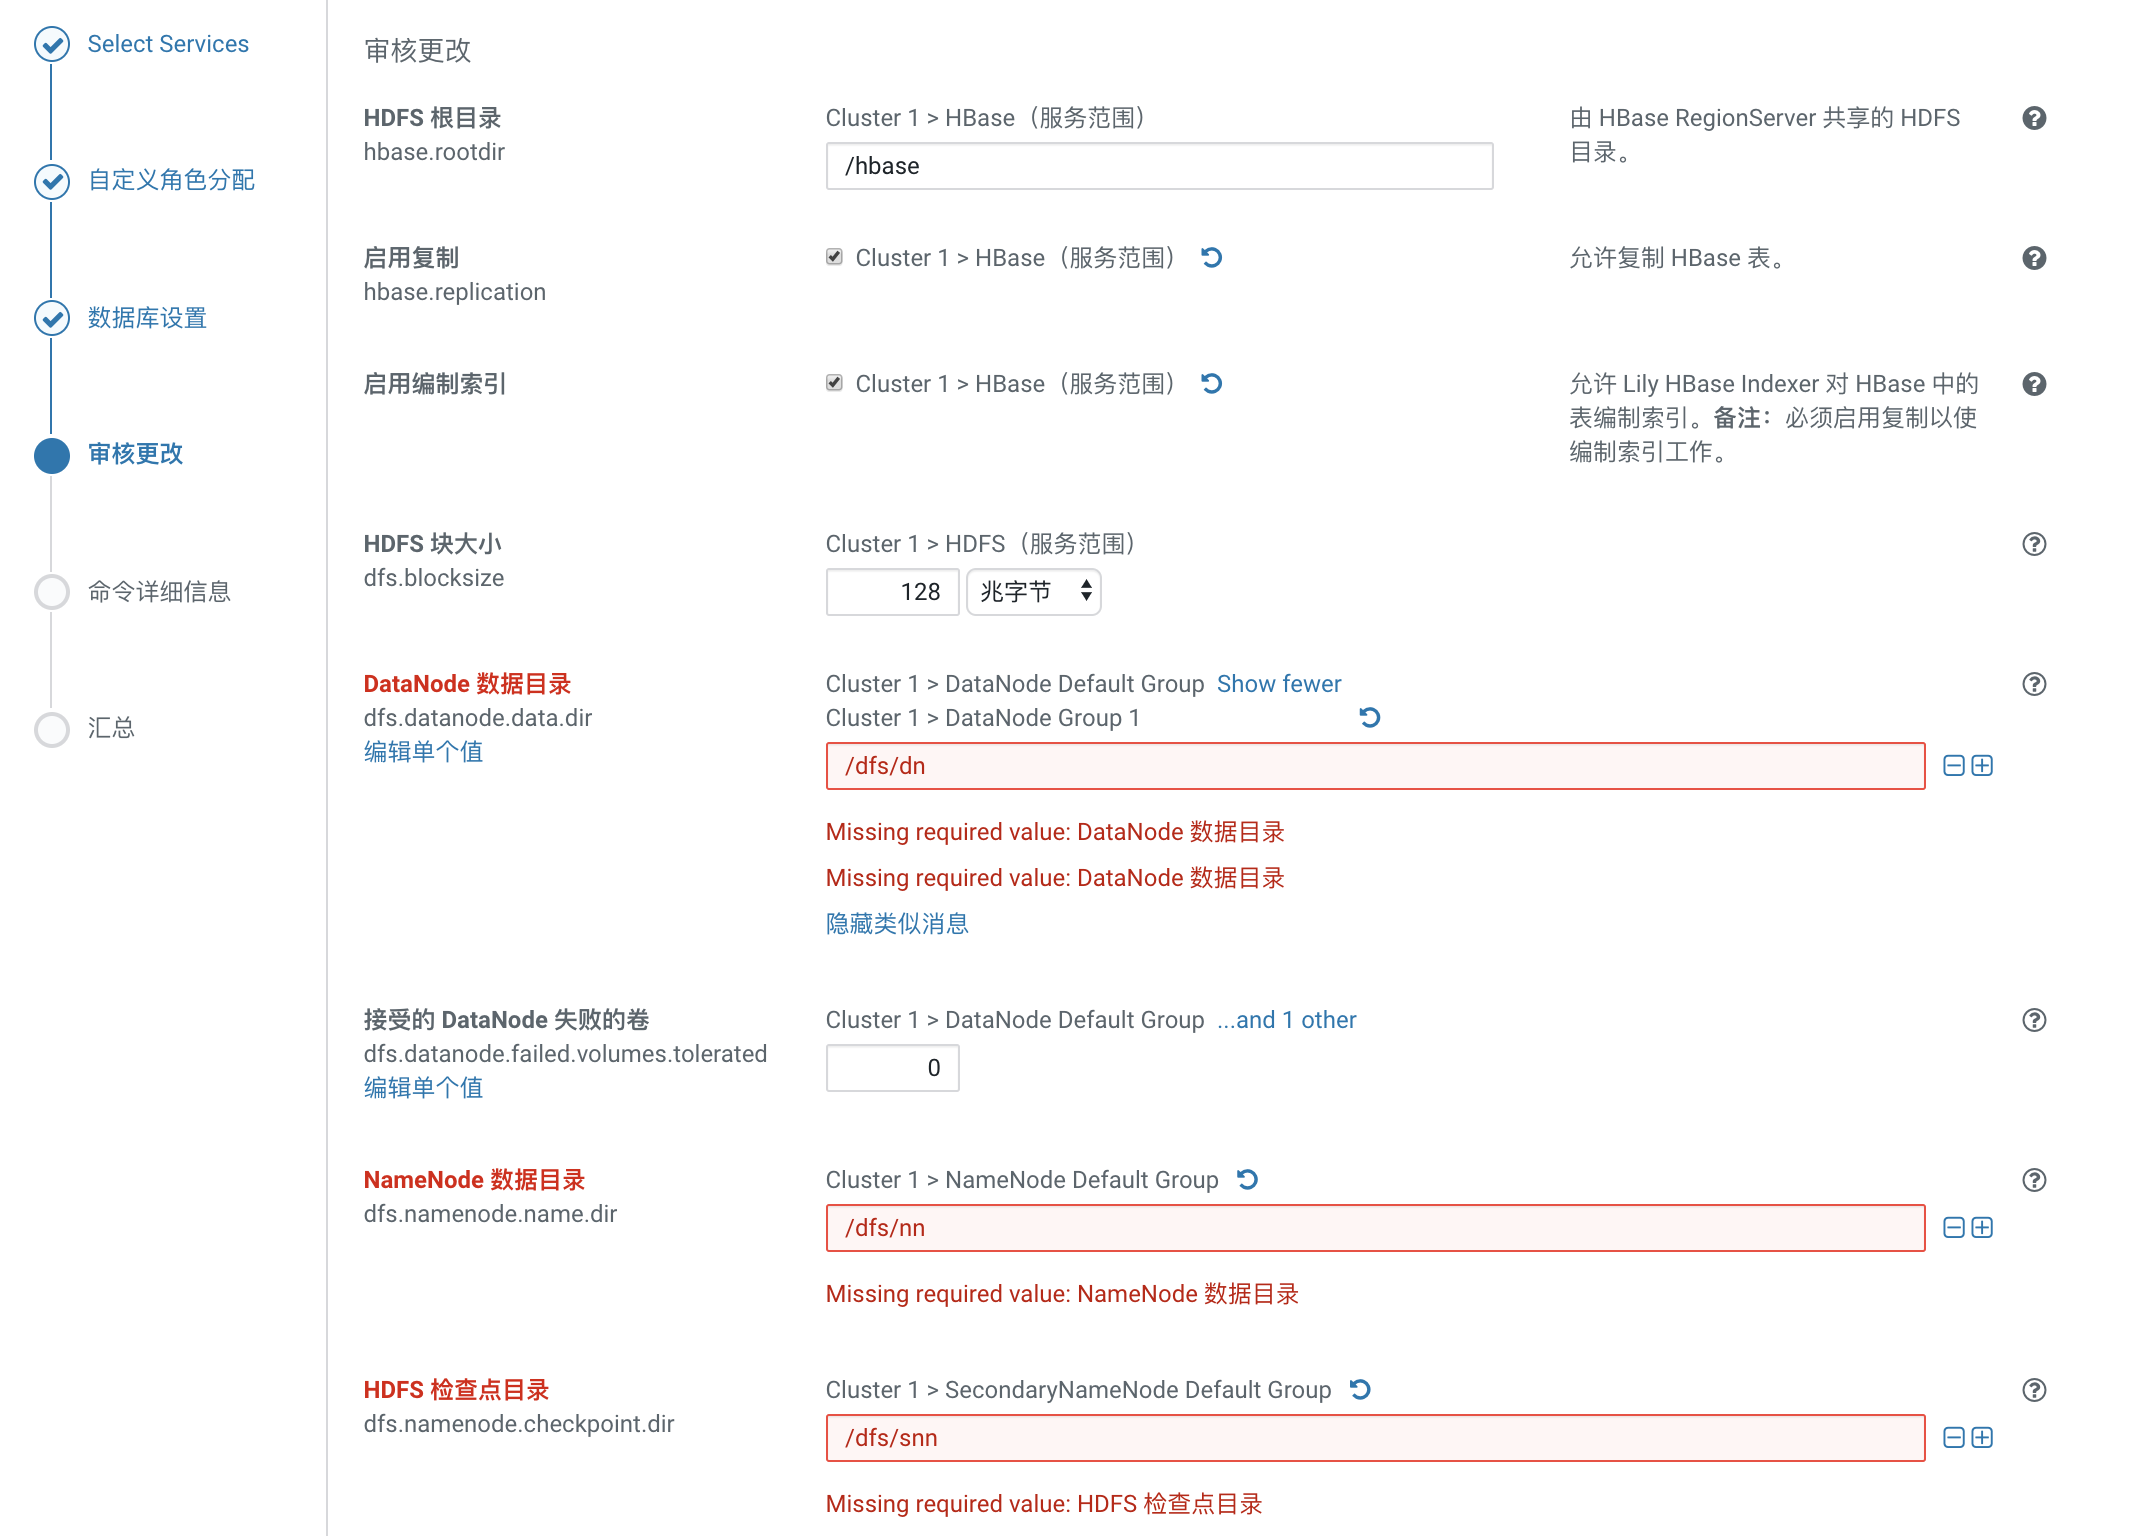 Select Services
自定义角色分配
数据库设置
审核更改
命令详细信息
汇总
审核更改
HDFS 根目录
hbase.rootdir
Cluster 1 > HBase（服务范围）
/hbase
由 HBase RegionServer 共享的 HDFS
目录。
启用复制
hbase.replication
Cluster 1 > HBase（服务范围）
允许复制 HBase 表。
启用编制索引
Cluster 1 > HBase（服务范围）
允许 Lily HBase Indexer 对 HBase 中的
表编制索引。备注：必须启用复制以使
编制索引工作。
HDFS 块大小
dfs.blocksize
Cluster 1 > HDFS（服务范围）
128 兆字节
DataNode 数据目录
dfs.datanode.data.dir
编辑单个值
Cluster 1 > DataNode Default Group Show fewer
Cluster 1 > DataNode Group 1
/dfs/dn
Missing required value: DataNode 数据目录
Missing required value: DataNode 数据目录
隐藏类似消息
接受的 DataNode 失败的卷
dfs.datanode.failed.volumes.tolerated
编辑单个值
Cluster 1 > DataNode Default Group ...and 1 other
0
NameNode 数据目录
dfs.namenode.name.dir
Cluster 1 > NameNode Default Group
/dfs/nn
Missing required value: NameNode 数据目录
HDFS 检查点目录
dfs.namenode.checkpoint.dir
Cluster 1 > SecondaryNameNode Default Group
/dfs/snn
Missing required value: HDFS 检查点目录